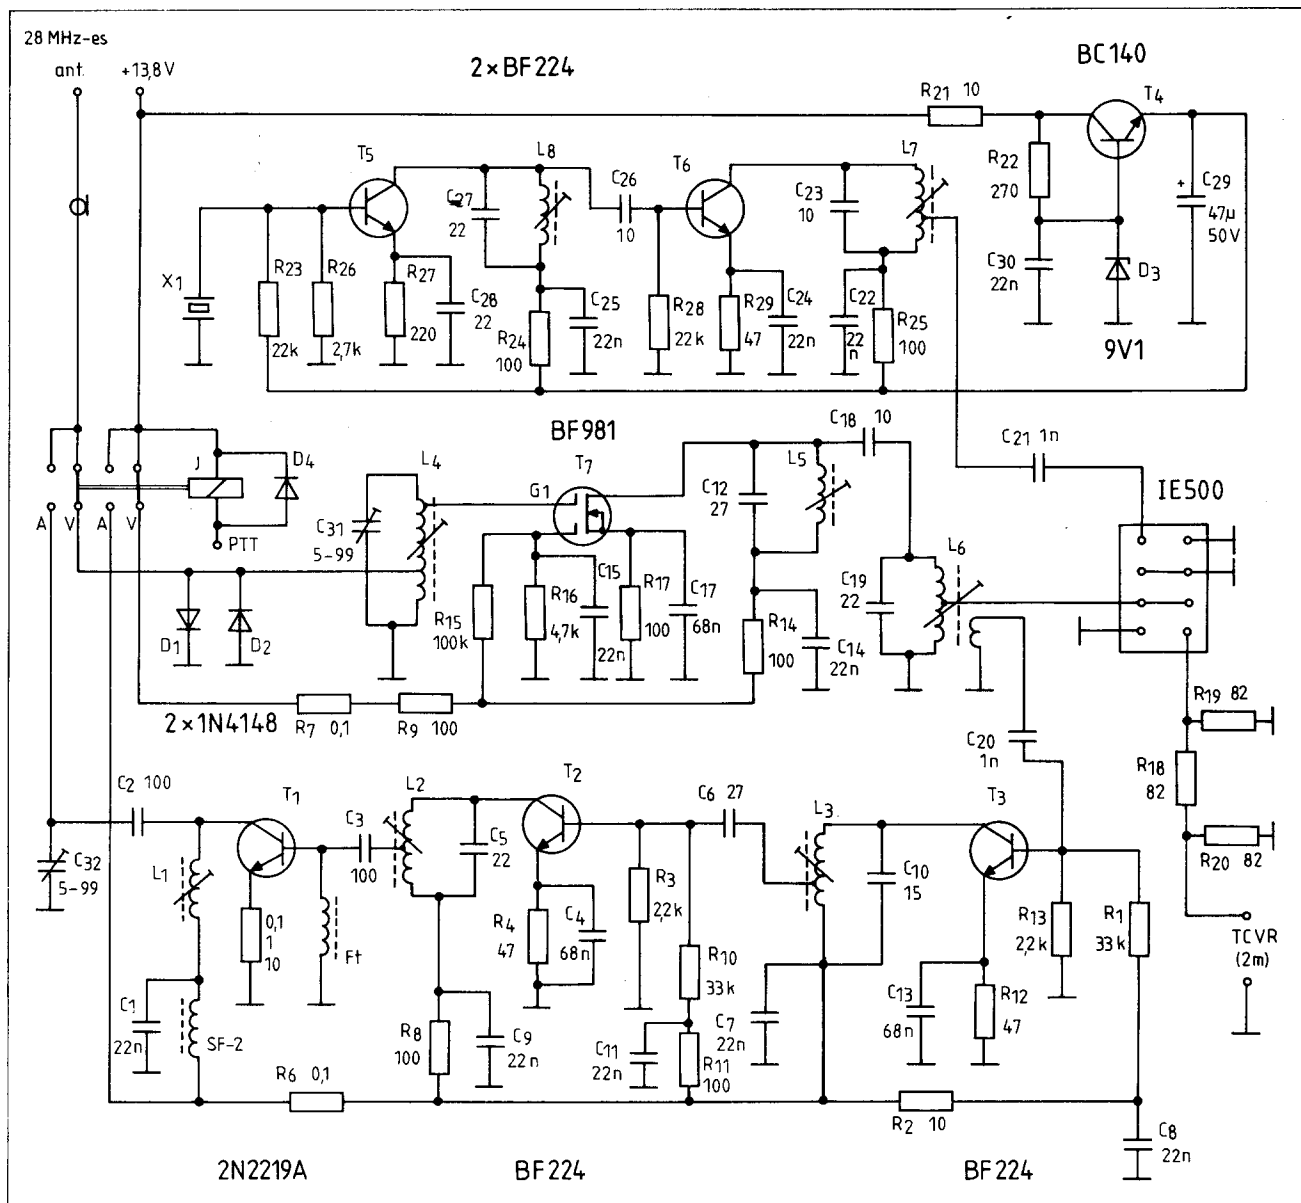 28 MHz-es
ant.
+13,8V
2×BF224
BC140
R21 10
T4
T5
L8
C26
10
T6
L7
C27
22
C23
10
R22
270
C29
+
47µ
50V
X1
R23
22k
R26
2,7k
R27
220
C28
22
R24
100
C25
22n
R28
22k
R29
47
C24
22n
C22
22
n
R25
100
C30
22n
D3
9V1
BF981
C18 10
C21 1n
IE500
J
D4
L4
G1
T7
C12
27
L5
A
V
A
V
PTT
C31
5-99
L6
C19
22
D1
D2
R15
100k
R16
4,7k
C15
22n
R17
100
C17
68n
R14
100
C14
22n
2×1N4148
R7 0,1
R9 100
R19 82
C20
1n
R18
82
R20 82
TCVR
(2m)
C2 100
T1
C3
100
L2
T2
C6 27
L3
T3
C32
5-99
L1
C5
22
C10
15
0,1
1
10
Ft
R4
47
C4
68n
R3
2,2k
R10
33k
R13
2,2k
R1
33k
C1
22n
SF-2
R8
100
C9
22n
C11
22n
R11
100
C7
22n
C13
68n
R12
47
R6 0,1
R2 10
C8
22n
2N2219A
BF224
BF224